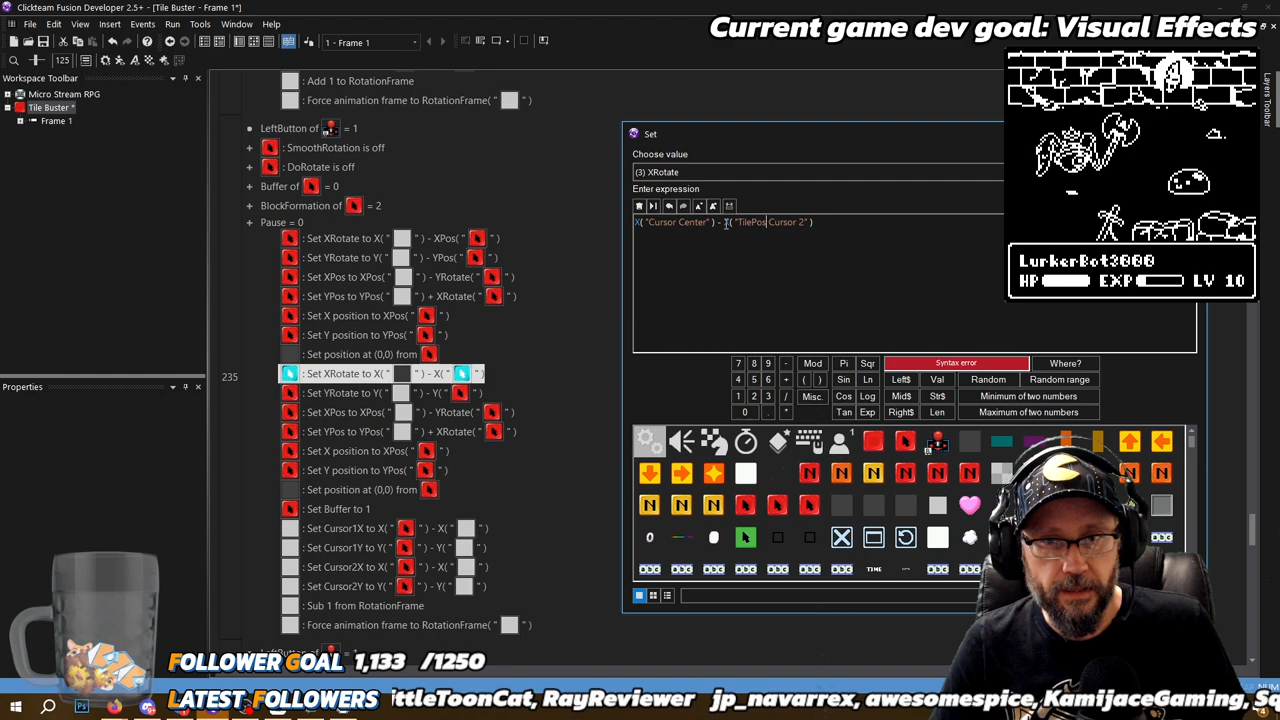 Clickteam Fusion Developer 2.5+ - [Tile Buster - Frame 1*]
Current game dev goal: Visual Effects
File Edit View Insert Events Run Tools Window Help
1 - Frame 1
125
Workspace Toolbar
Micro Stream RPG
Tile Buster *
Frame 1
Properties
Layers Toolbar
: Add 1 to RotationFrame
: Force animation frame to RotationFrame( " " )
LeftButton of = 1
: SmoothRotation is off
: DoRotate is off
Buffer of = 0
BlockFormation of = 2
Pause = 0
: Set XRotate to X( " " ) - XPos( " " )
: Set YRotate to Y( " " ) - YPos( " " )
: Set XPos to XPos( " " ) - YRotate( " " )
: Set YPos to YPos( " " ) + XRotate( " " )
: Set X position to XPos( " " )
: Set Y position to YPos( " " )
: Set position at (0,0) from
235
: Set XRotate to X( " " ) - X( " " )
: Set YRotate to Y( " " ) - Y( " " )
: Set XPos to XPos( " " ) - YRotate( " " )
: Set YPos to YPos( " " ) + XRotate( " " )
: Set X position to XPos( " " )
: Set Y position to YPos( " " )
: Set position at (0,0) from
: Set Buffer to 1
: Set Cursor1X to X( " " ) - X( " " )
: Set Cursor1Y to Y( " " ) - Y( " " )
: Set Cursor2X to X( " " ) - X( " " )
: Set Cursor2Y to Y( " " ) - Y( " " )
: Sub 1 from RotationFrame
: Force animation frame to RotationFrame( " " )
LeftButton of = 1
Set
Choose value
(3) XRotate
Enter expression
X( "Cursor Center" ) - X( "TilePos Cursor 2" )
7 8 9 - Mod Pi Sqr Syntax error Where?
4 5 6 + ( ) Sin Ln Left$ Val Random Random range
1 2 3 / Misc. Cos Log Mid$ Str$ Minimum of two numbers
0 . * Tan Exp Right$ Len Maximum of two numbers
TIME
LurkerBot3000
HP EXP LV 10
FOLLOWER GOAL 1,133 /1250
LATEST FOLLOWERS ittleToonCat, RagReviewer jp_navarrex, awesomespice, KamijaceGaming, S
NUM